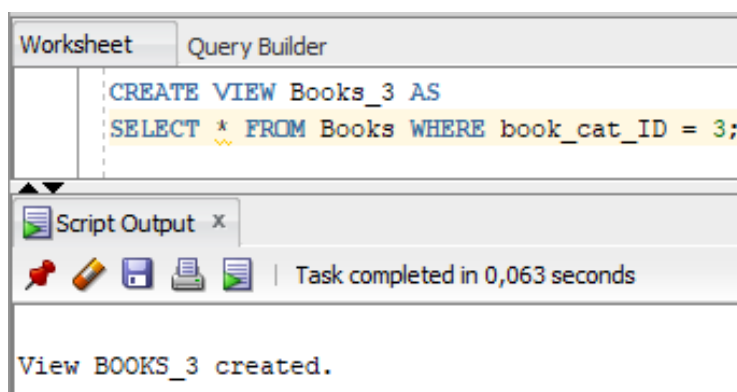 Worksheet Query Builder
CREATE VIEW Books_3 AS
SELECT * FROM Books WHERE book_cat_ID = 3;
Script Output x
Task completed in 0,063 seconds
View BOOKS_3 created.